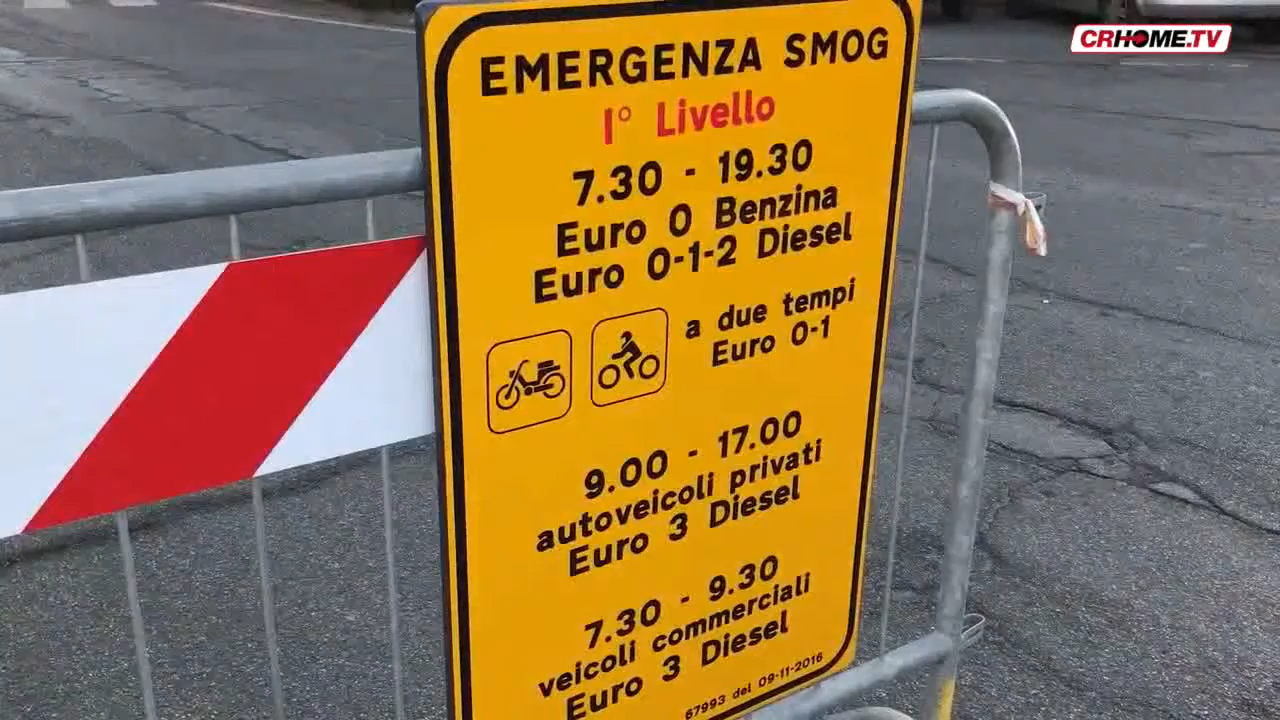 CRHOME.TV
EMERGENZA SMOG
I° Livello
7.30 - 19.30
Euro 0 Benzina
Euro 0-1-2 Diesel
a due tempi
Euro 0-1
9.00 - 17.00
autoveicoli privati
Euro 3 Diesel
7.30 - 9.30
veicoli commerciali
Euro 3 Diesel
67993 del 09-11-2016